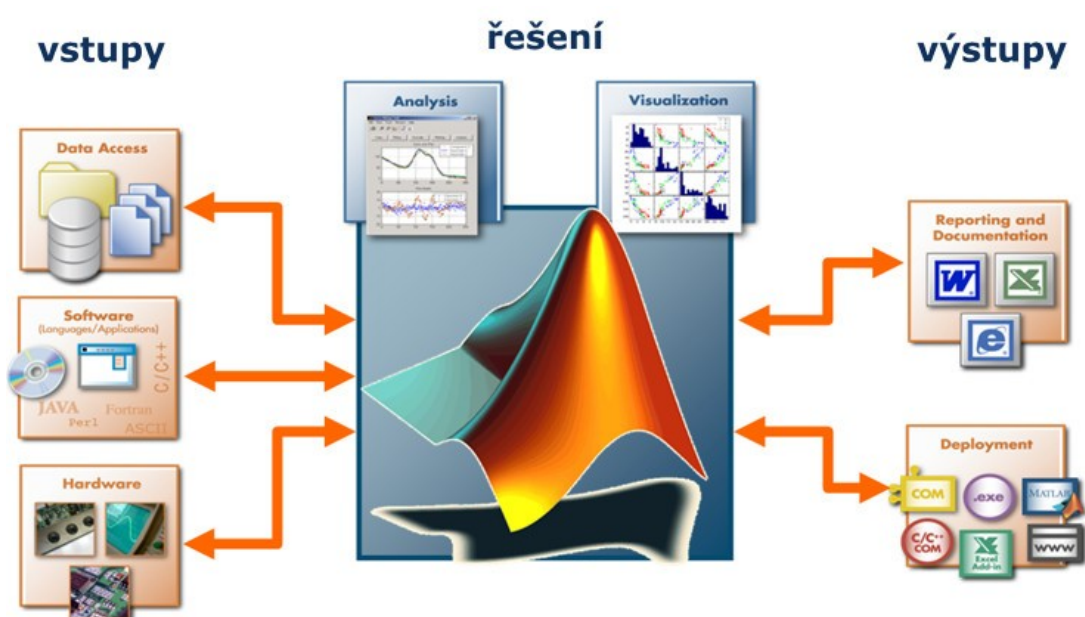 vstupy
řešení
výstupy
Data Access
Software
(Languages/Applications)
C/C++
JAVA
Perl
Fortran
ASCII
Hardware
Analysis
Visualization
Reporting and
Documentation
W
X
e
Deployment
COM
.exe
MATLAB
C/C++
COM
Excel
Add-in
www